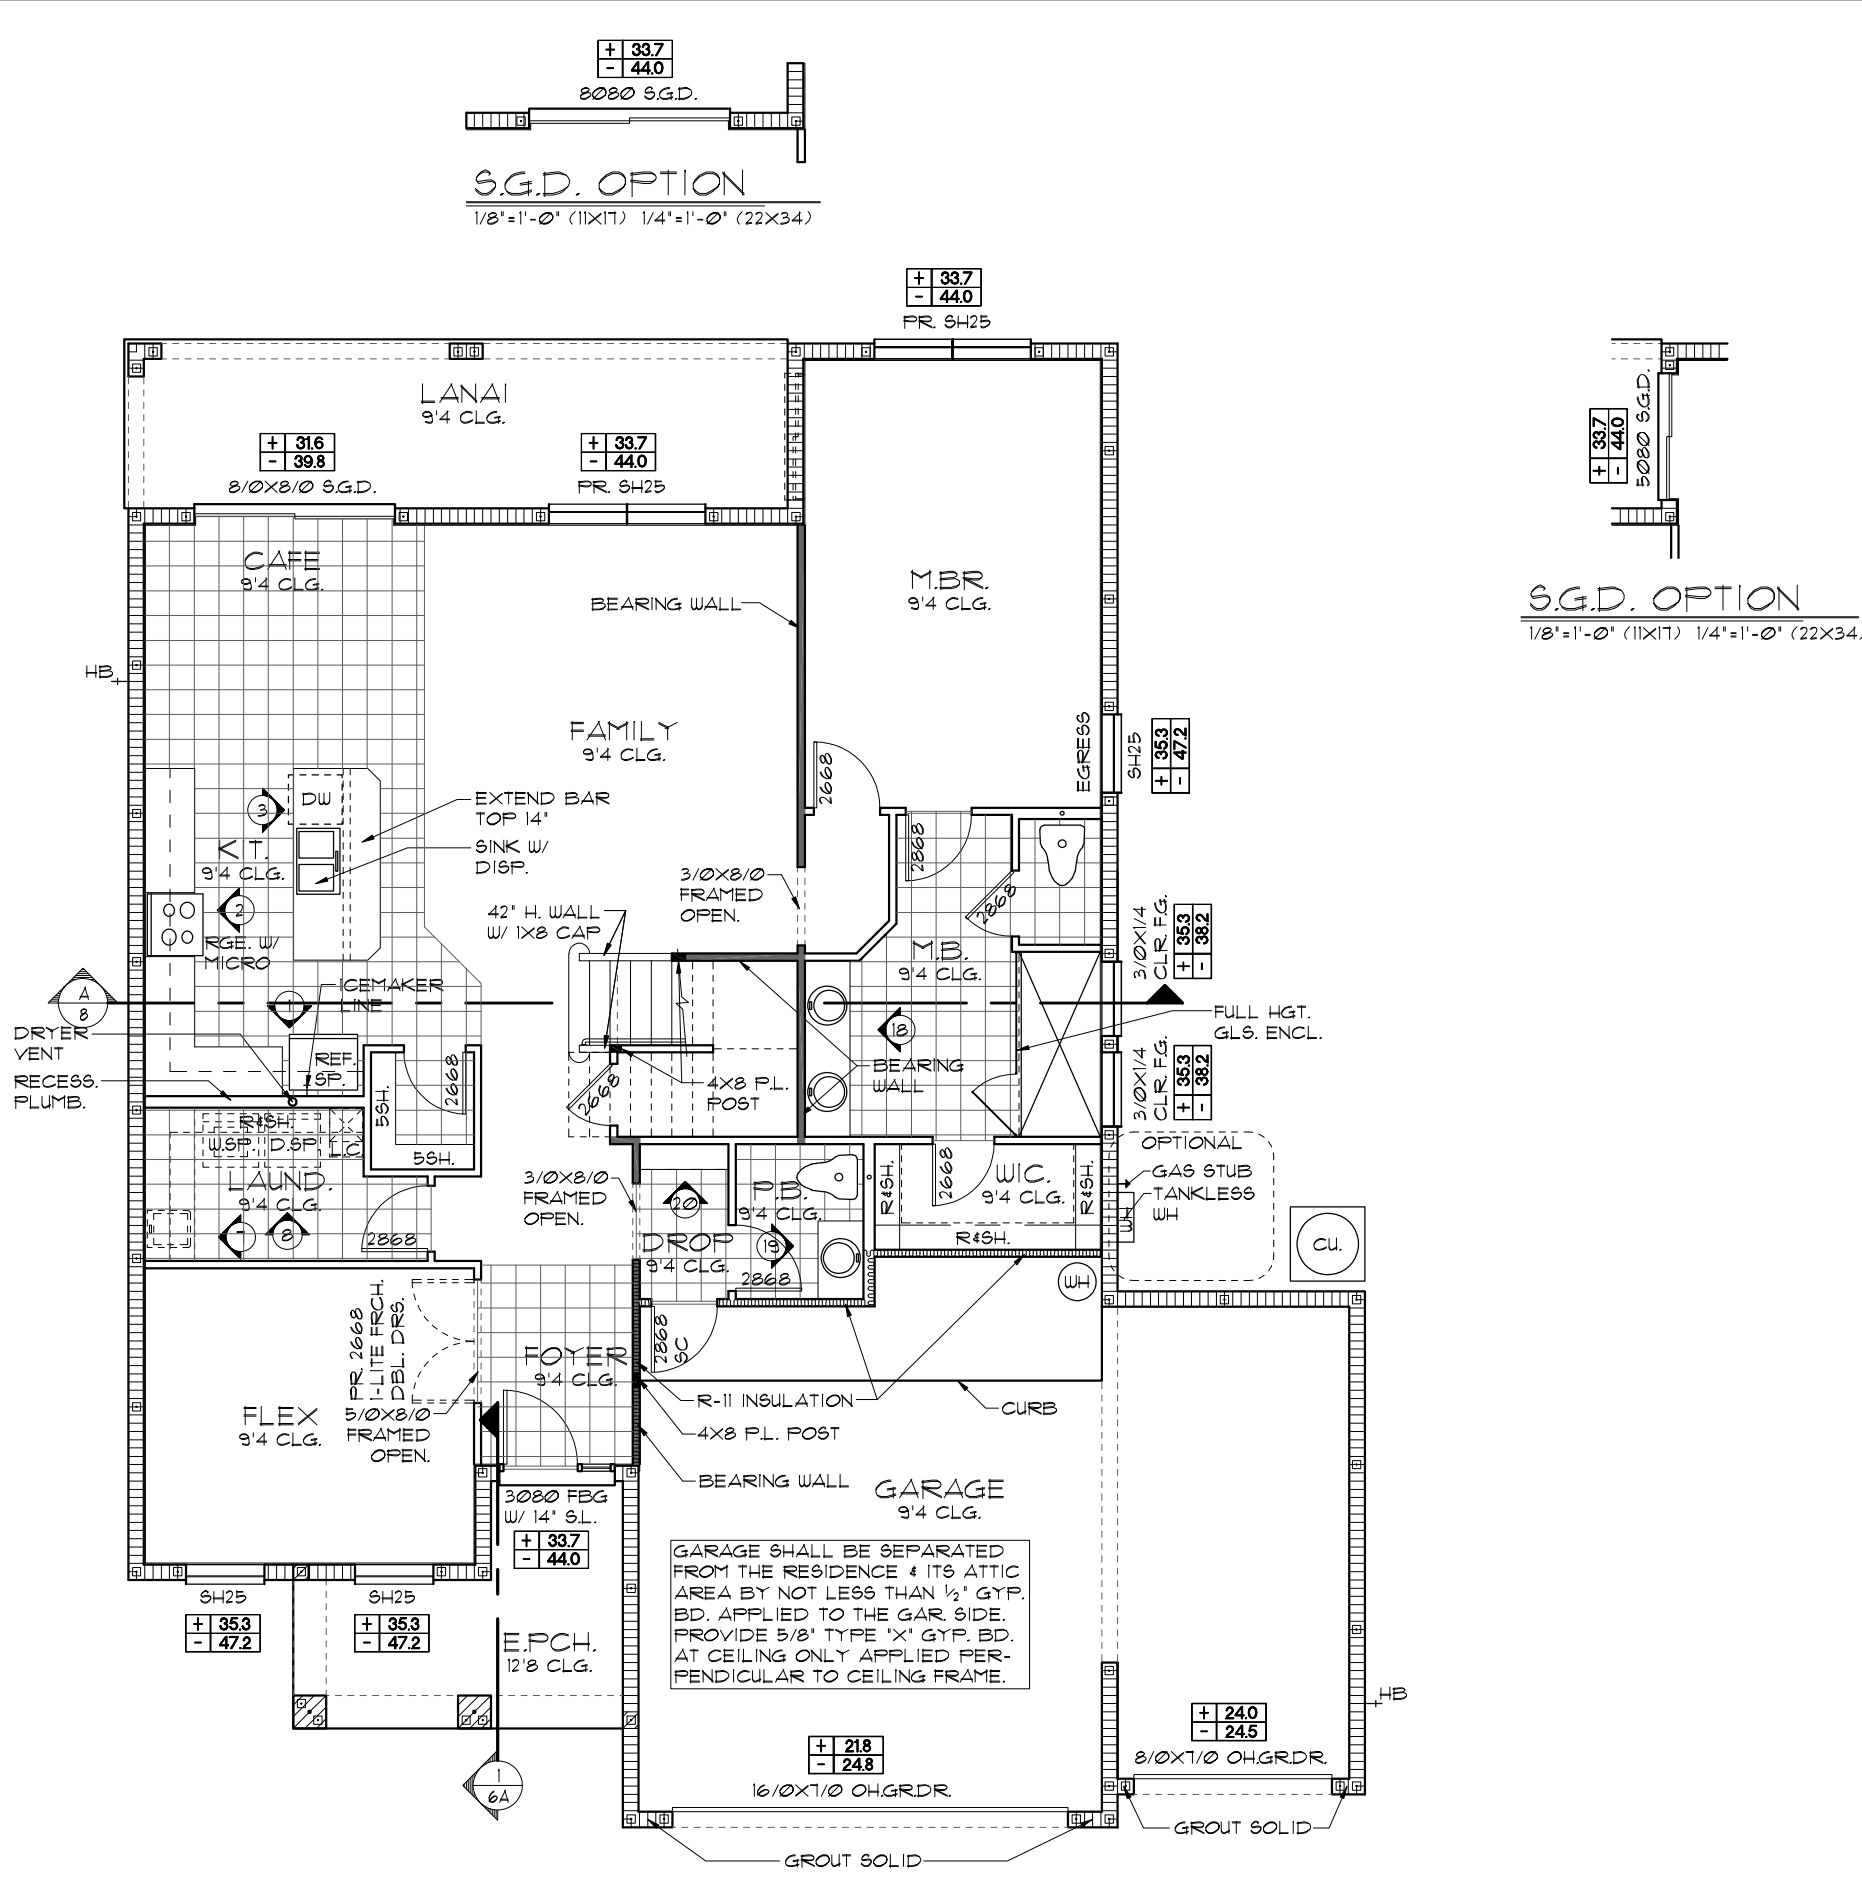 + 33.7
- 44.0
8080 S.G.D.
S.G.D. OPTION
1/8"=1'-0" (11X17) 1/4"=1'-0" (22X34)
+ 33.7
- 44.0
PR. SH25
LANAI
9'4 CLG.
+ 31.6
- 39.8
8/0X8/0 S.G.D.
+ 33.7
- 44.0
PR. SH25
+ 33.7
- 44.0
5080 S.G.D.
S.G.D. OPTION
1/8"=1'-0" (11X17) 1/4"=1'-0" (22X34)
CAFE
9'4 CLG.
BEARING WALL
M.BR.
9'4 CLG.
HB
FAMILY
9'4 CLG.
EGRESS
SH25
+ 35.3
- 47.2
2668
3
DW
EXTEND BAR
TOP 14"
SINK W/
DISP.
KIT.
9'4 CLG.
2
RGE. W/
MICRO
2868
2668
3/0X8/0
FRAMED
OPEN.
42" H. WALL
W/ 1X8 CAP
M.B.
9'4 CLG.
3/0X1/4
CLR. F.G.
+ 35.3
- 38.2
A
8
1
ICEMAKER
LINE
18
FULL HGT.
GLS. ENCL.
DRYER
VENT
RECESS.
PLUMB.
REF.
SP.
5SH.
2668
5SH.
2668
4X8 P.L.
POST
BEARING
WALL
3/0X1/4
CLR. F.G.
+ 35.3
- 38.2
R&SH.
W.SP. D.SP.
L.C.
LAUND.
9'4 CLG.
7
8
2868
3/0X8/0
FRAMED
OPEN.
20
DROP
9'4 CLG.
P.B.
9'4 CLG.
19
2868
R&SH.
2668
WIC.
9'4 CLG.
R&SH.
R&SH.
OPTIONAL
GAS STUB
TANKLESS
WH
WH
CU.
WH
PR. 2668
1-LITE FRCH.
DBL. DRS.
FOYER
9'4 CLG.
2868
SC
R-11 INSULATION
CURB
FLEX
9'4 CLG.
5/0X8/0
FRAMED
OPEN.
4X8 P.L. POST
BEARING WALL
GARAGE
9'4 CLG.
3080 FBG
W/ 14" S.L.
+ 33.7
- 44.0
GARAGE SHALL BE SEPARATED
FROM THE RESIDENCE & ITS ATTIC
AREA BY NOT LESS THAN 1/2" GYP.
BD. APPLIED TO THE GAR. SIDE.
PROVIDE 5/8" TYPE "X" GYP. BD.
AT CEILING ONLY APPLIED PER-
PENDICULAR TO CEILING FRAME.
SH25
+ 35.3
- 47.2
SH25
+ 35.3
- 47.2
E.PCH.
12'8 CLG.
HB
+ 24.0
- 24.5
8/0X7/0 OH.GR.DR.
+ 21.8
- 24.8
16/0X7/0 OH.GR.DR.
1
6A
GROUT SOLID
GROUT SOLID